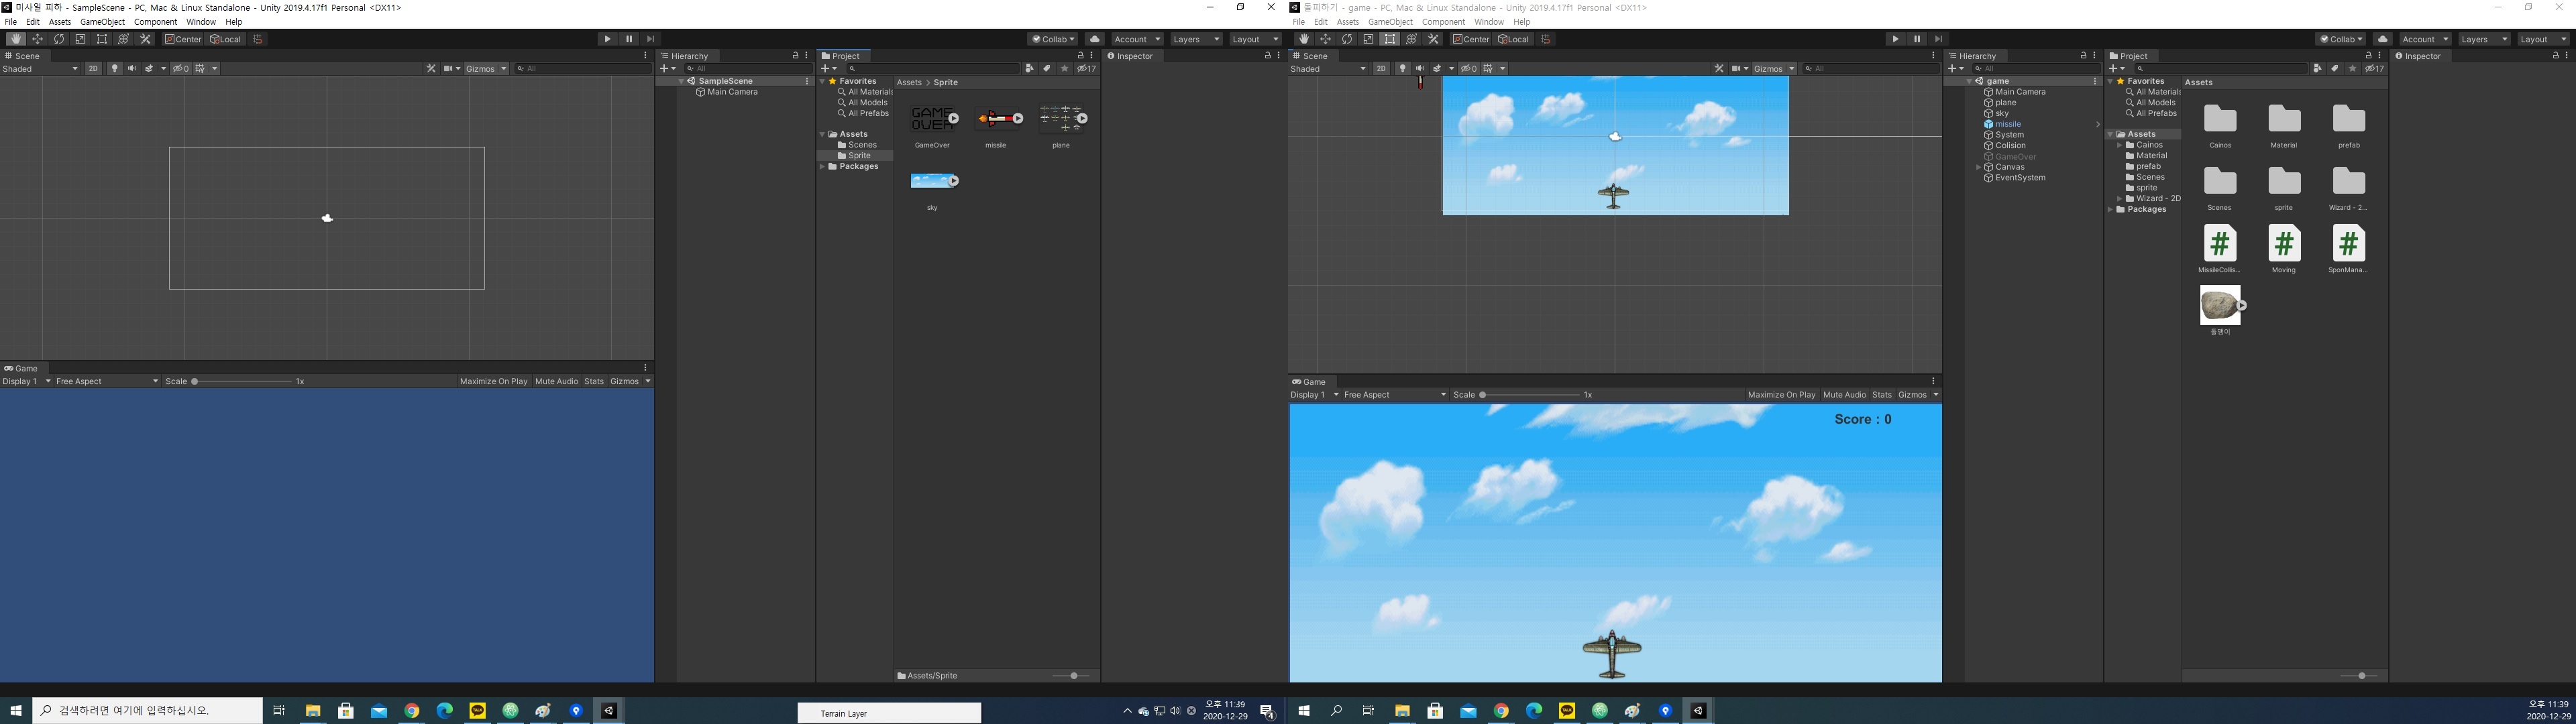 미사일 피하 - SampleScene - PC, Mac & Linux Standalone - Unity 2019.4.17f1 Personal <DX11>
File Edit Assets GameObject Component Window Help
Center Local
Collab Account Layers Layout
Scene
Shaded 2D 0 Gizmos All
Hierarchy
All
SampleScene
Main Camera
Project
17
Favorites
All Materials
All Models
All Prefabs
Assets
Scenes
Sprite
Packages
Assets > Sprite
GAME OVER
GameOver
missile
plane
sky
Assets/Sprite
Inspector
Game
Display 1 Free Aspect Scale 1x Maximize On Play Mute Audio Stats Gizmos
돌피하기 - game - PC, Mac & Linux Standalone - Unity 2019.4.17f1 Personal <DX11>
File Edit Assets GameObject Component Window Help
Center Local
Collab Account Layers Layout
Scene
Shaded 2D 0 Gizmos All
Hierarchy
All
game
Main Camera
plane
sky
missile
System
Colision
GameOver
Canvas
EventSystem
Project
17
Favorites
All Materials
All Models
All Prefabs
Assets
Cainos
Material
prefab
Scenes
sprite
Wizard - 2D
Packages
Assets
Cainos
Material
prefab
Scenes
sprite
Wizard - 2...
MissileCollis...
Moving
SponMana...
돌맹이
Inspector
Game
Display 1 Free Aspect Scale 1x Maximize On Play Mute Audio Stats Gizmos
Score : 0
검색하려면 여기에 입력하십시오.
TALK
Terrain Layer
오후 11:39
2020-12-29
4
TALK
오후 11:39
2020-12-29